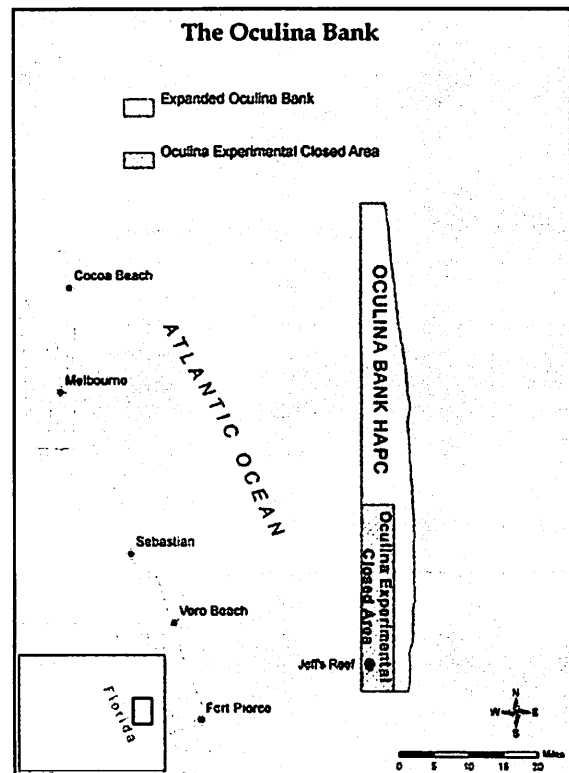 The Oculina Bank
Expanded Oculina Bank
Oculina Experimental Closed Area
Cocoa Beach
Melbourne
ATLANTIC OCEAN
OCULINA BANK HAPC
Oculina Experimental
Closed Area
Sebastian
Vero Beach
Jeff's Reef
Fort Pierce
Florida
N
W E
S
Miles
0 5 10 15 20